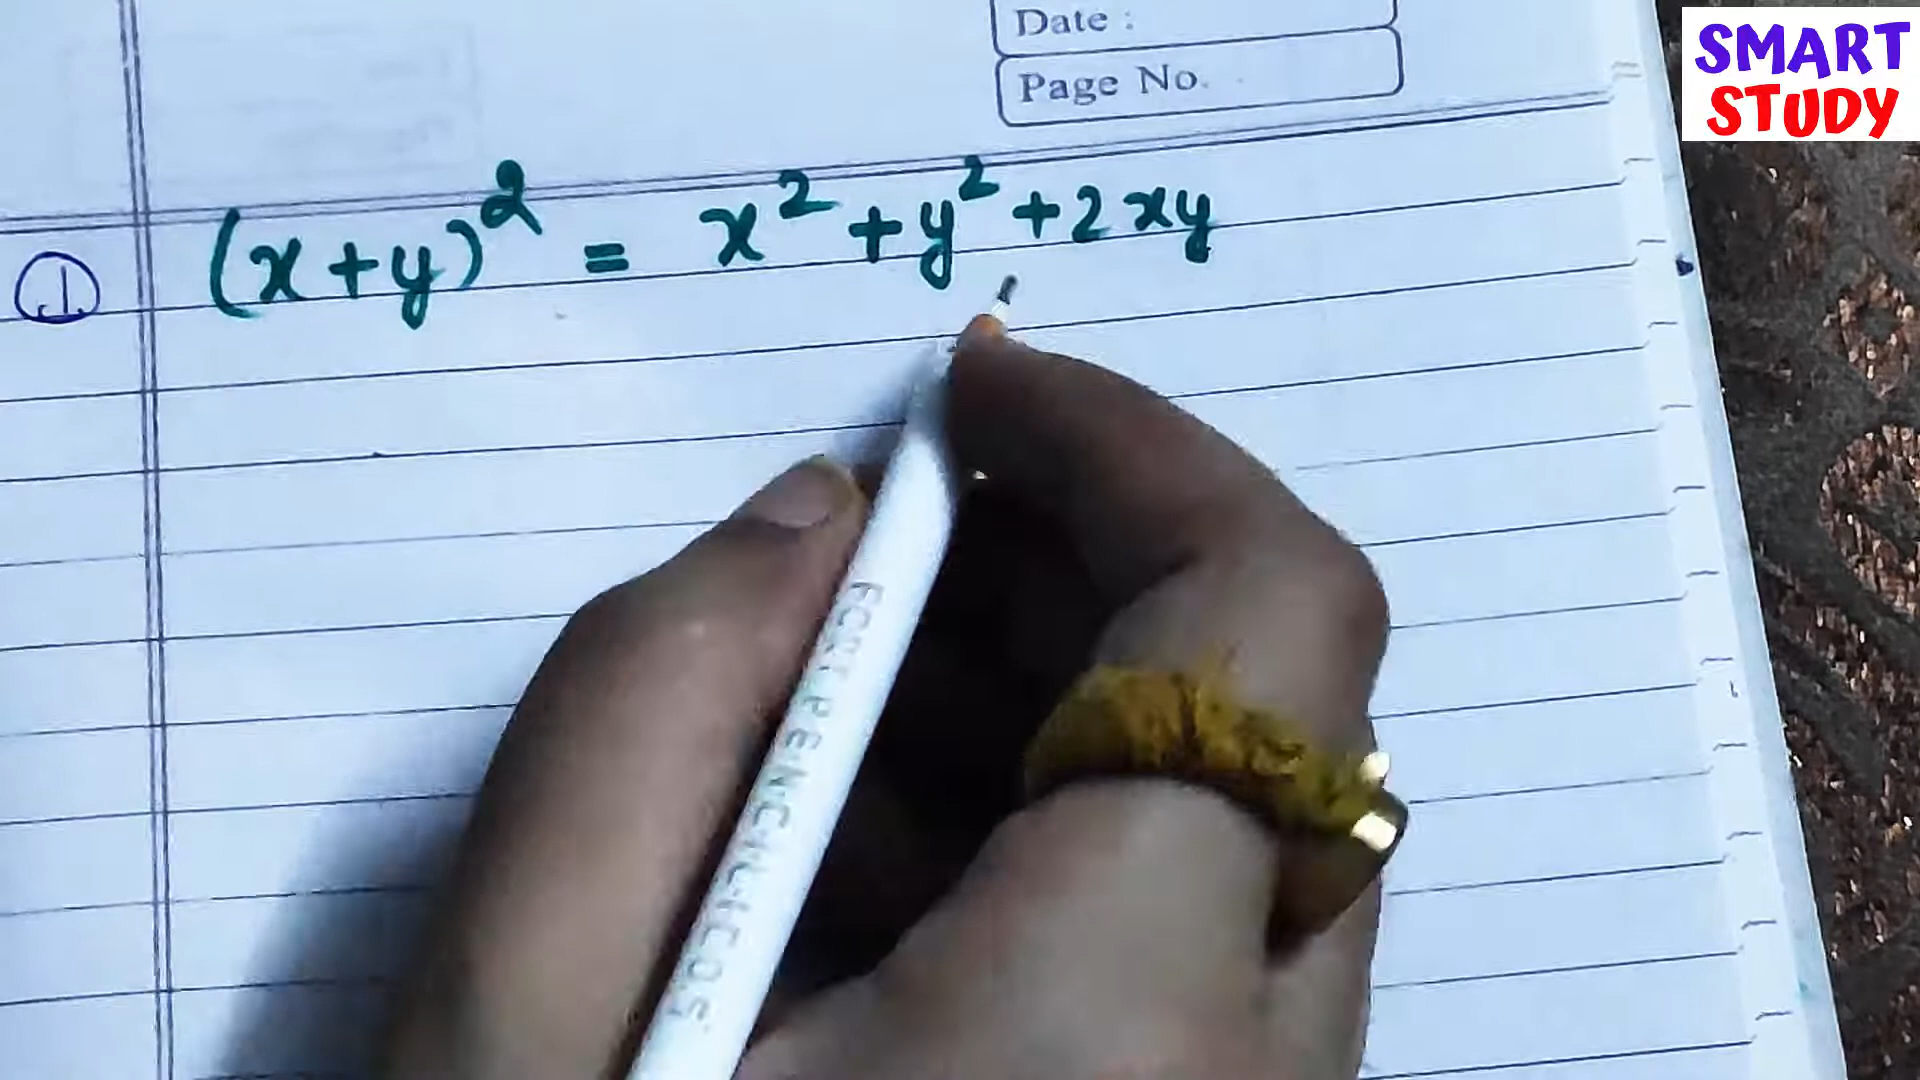 Date :
Page No.
SMART
STUDY
① (x+y)² = x² + y² + 2xy